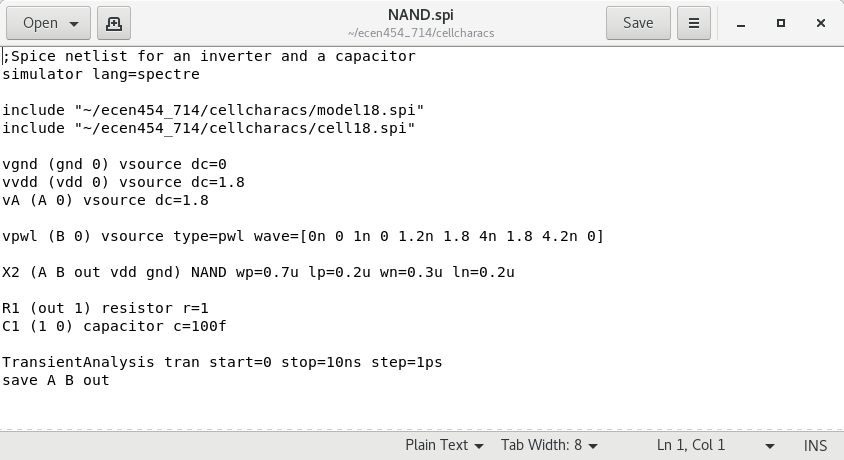 Open
NAND.spi
~/ecen454_714/cellcharacs
Save
;Spice netlist for an inverter and a capacitor
simulator lang=spectre
include "~/ecen454_714/cellcharacs/model18.spi"
include "~/ecen454_714/cellcharacs/cell18.spi"
vgnd (gnd 0) vsource dc=0
vvdd (vdd 0) vsource dc=1.8
vA (A 0) vsource dc=1.8
vpwl (B 0) vsource type=pwl wave=[0n 0 1n 0 1.2n 1.8 4n 1.8 4.2n 0]
X2 (A B out vdd gnd) NAND wp=0.7u lp=0.2u wn=0.3u ln=0.2u
R1 (out 1) resistor r=1
C1 (1 0) capacitor c=100f
TransientAnalysis tran start=0 stop=10ns step=1ps
save A B out
Plain Text Tab Width: 8 Ln 1, Col 1 INS